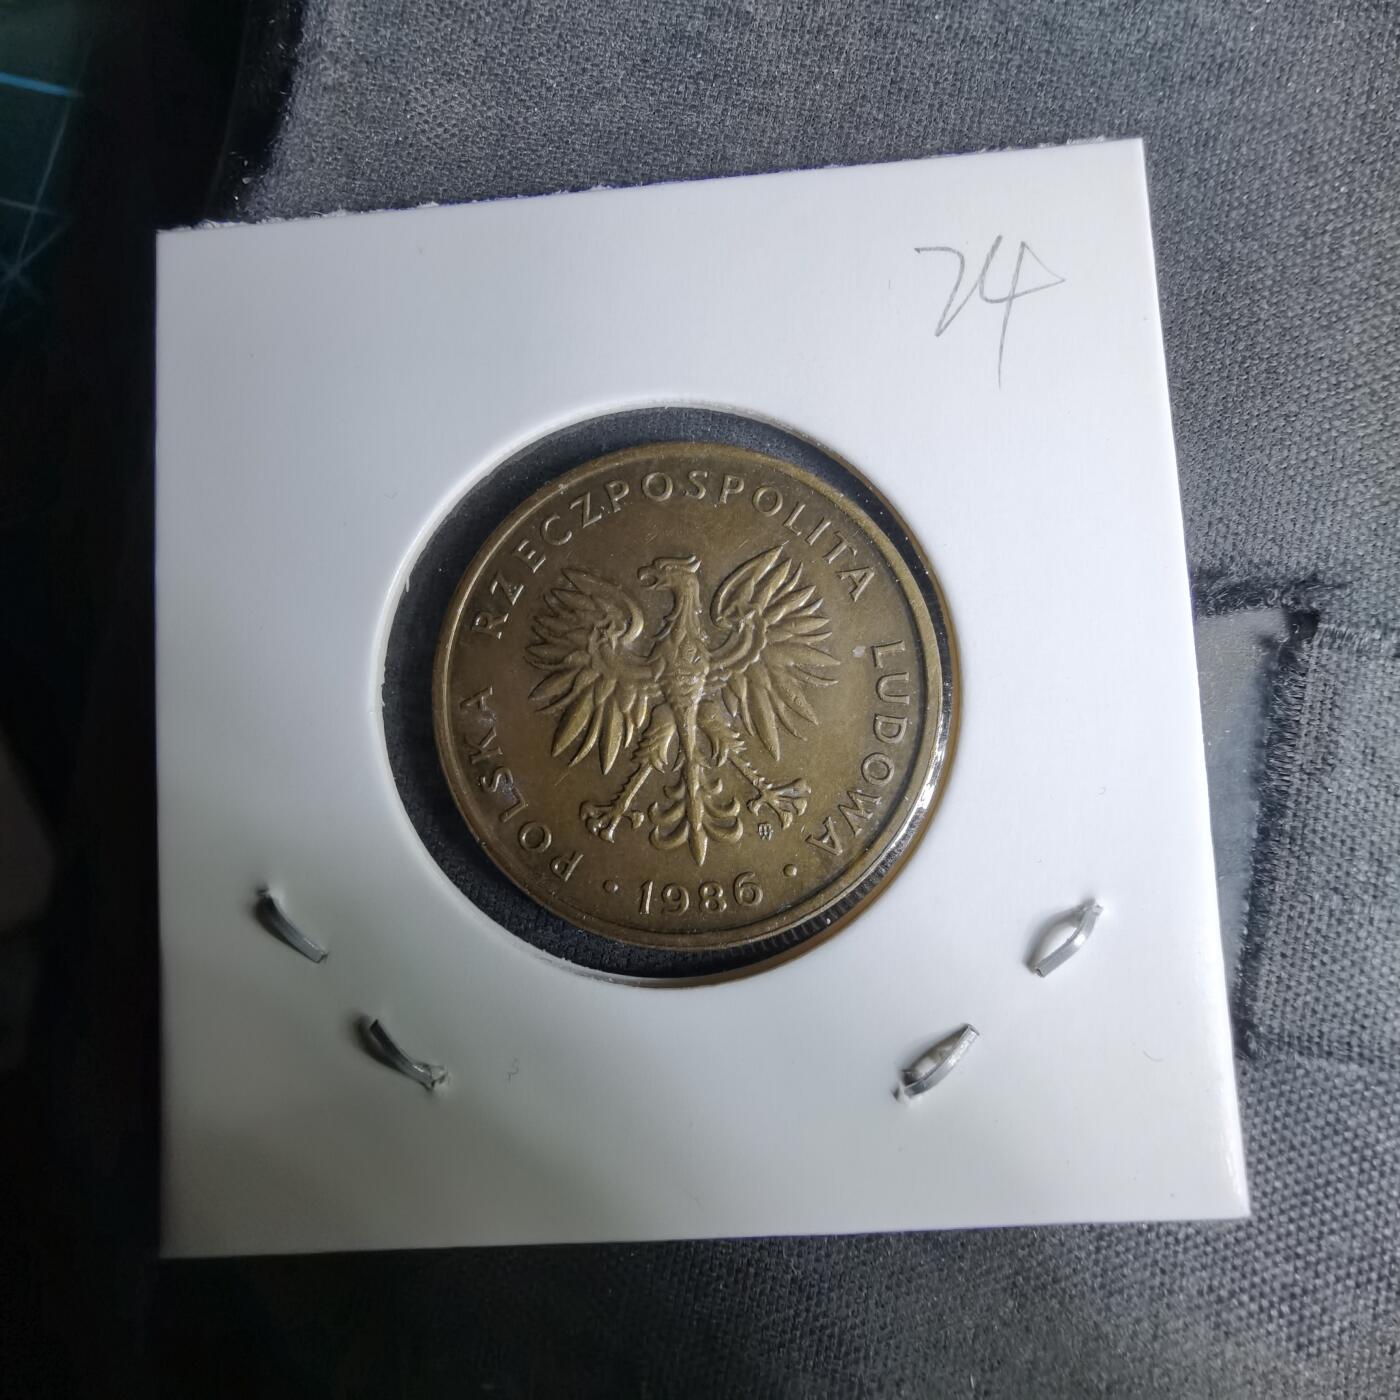 24
POLSKA RZECZPOSPOLITA LUDOWA
· 1986 ·